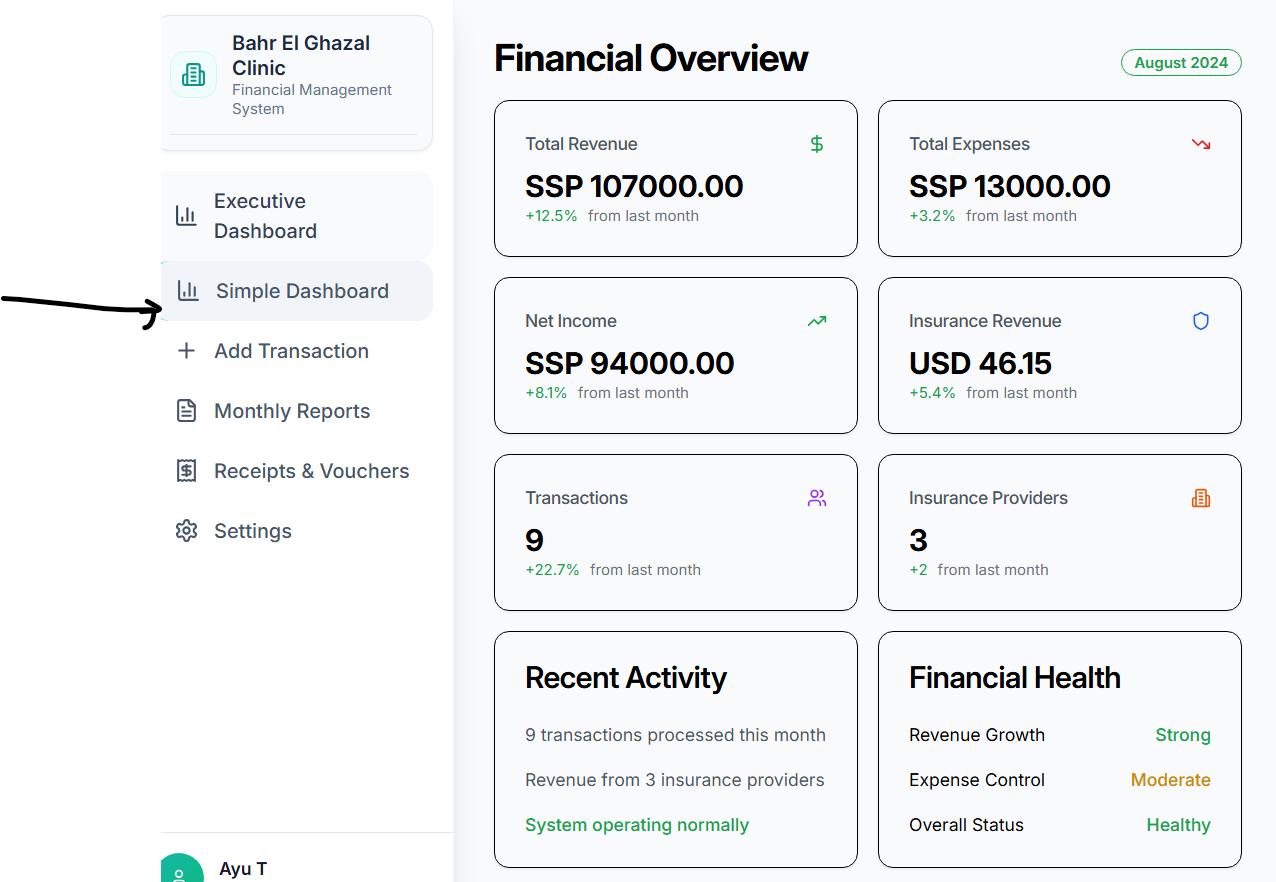 Bahr El Ghazal
Clinic
Financial Management
System
Executive
Dashboard
Simple Dashboard
Add Transaction
Monthly Reports
Receipts & Vouchers
Settings
Ayu T
Financial Overview
August 2024
Total Revenue
$
SSP 107000.00
+12.5% from last month
Total Expenses
SSP 13000.00
+3.2% from last month
Net Income
SSP 94000.00
+8.1% from last month
Insurance Revenue
USD 46.15
+5.4% from last month
Transactions
9
+22.7% from last month
Insurance Providers
3
+2 from last month
Recent Activity
9 transactions processed this month
Revenue from 3 insurance providers
System operating normally
Financial Health
Revenue Growth Strong
Expense Control Moderate
Overall Status Healthy